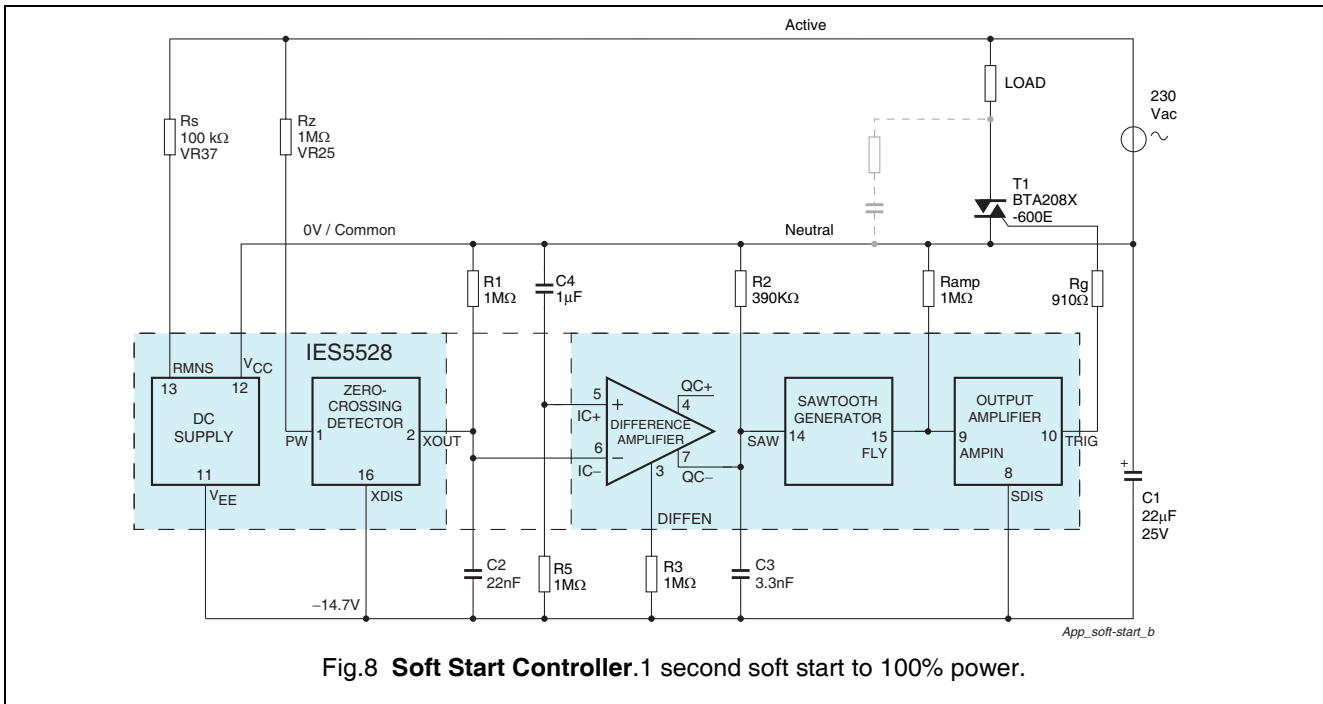 Active
LOAD
230
Vac
Rs
100 kΩ
VR37
Rz
1MΩ
VR25
T1
BTA208X
-600E
0V / Common
Neutral
R1
1MΩ
C4
1μF
R2
390KΩ
Ramp
1MΩ
Rg
910Ω
IES5528
RMNS
13
VCC
12
DC
SUPPLY
11
VEE
PW
1
ZERO-
CROSSING
DETECTOR
2
XOUT
16
XDIS
5
IC+
+
6
IC−
−
DIFFERENCE
AMPLIFIER
QC+
4
7
QC−
3
DIFFEN
SAW
14
SAWTOOTH
GENERATOR
15
FLY
OUTPUT
AMPLIFIER
9
AMPIN
10
TRIG
8
SDIS
+
C1
22μF
25V
C2
22nF
R5
1MΩ
R3
1MΩ
C3
3.3nF
−14.7V
App_soft-start_b
Fig.8 Soft Start Controller.1 second soft start to 100% power.